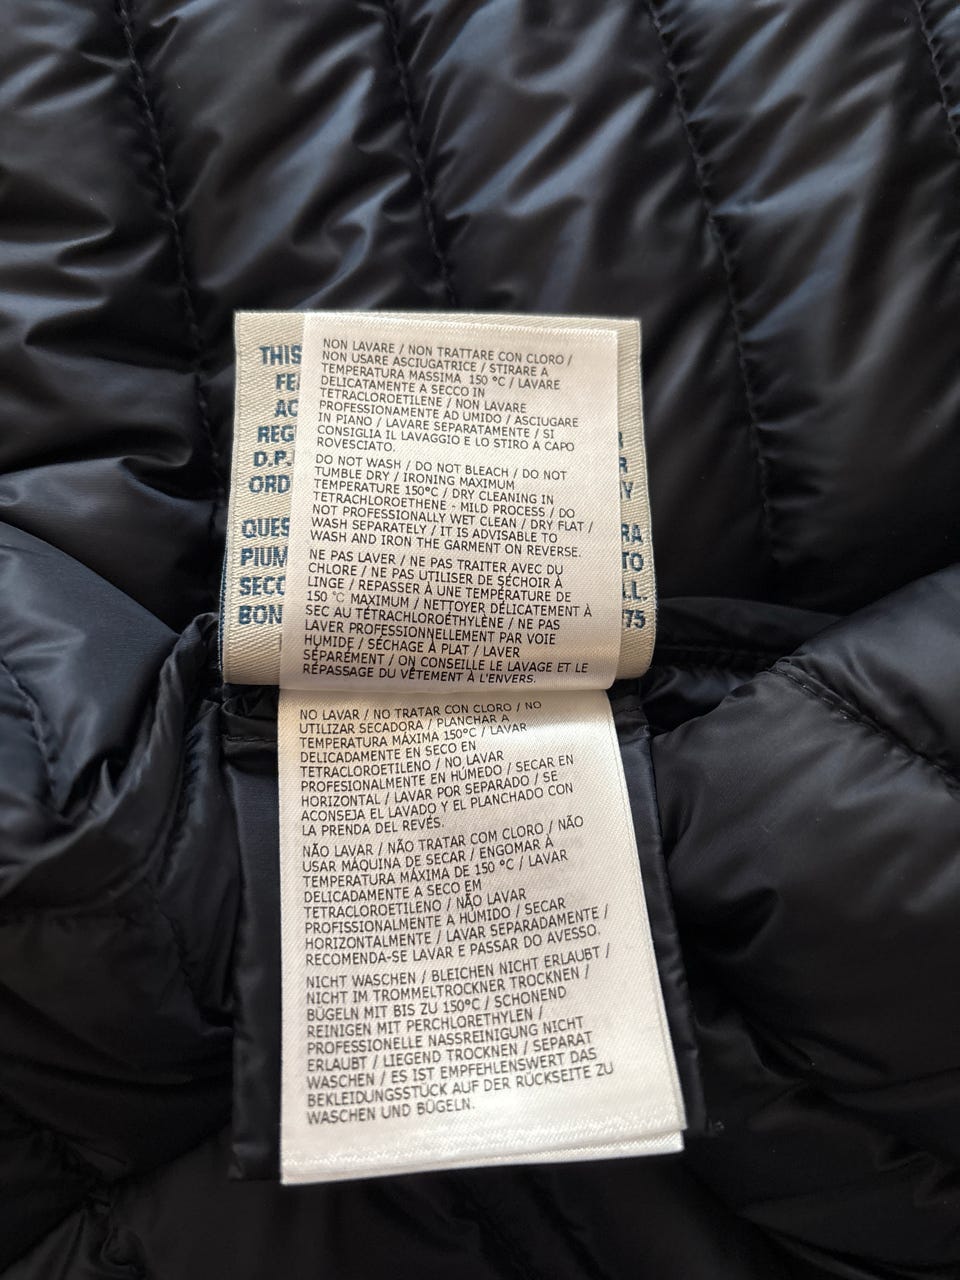 THIS
FE
AC
REG
D.P.
ORD
QUES
PIUM
SECC
BON
R
R
Y
RA
TO
LL.
75
NON LAVARE / NON TRATTARE CON CLORO /
NON USARE ASCIUGATRICE / STIRARE A
TEMPERATURA MASSIMA 150 °C / LAVARE
DELICATAMENTE A SECCO IN
TETRACLOROETILENE / NON LAVARE
PROFESSIONAMENTE AD UMIDO / ASCIUGARE
IN PIANO / LAVARE SEPARATAMENTE / SI
CONSIGLIA IL LAVAGGIO E LO STIRO A CAPO
ROVESCIATO.
DO NOT WASH / DO NOT BLEACH / DO NOT
TUMBLE DRY / IRONING MAXIMUM
TEMPERATURE 150°C / DRY CLEANING IN
TETRACHLOROETHENE - MILD PROCESS / DO
NOT PROFESSIONALLY WET CLEAN / DRY FLAT /
WASH SEPARATELY / IT IS ADVISABLE TO
WASH AND IRON THE GARMENT ON REVERSE.
NE PAS LAVER / NE PAS TRAITER AVEC DU
CHLORE / NE PAS UTILISER DE SÉCHOIR À
LINGE / REPASSER À UNE TEMPÉRATURE DE
150 °C MAXIMUM / NETTOYER DÉLICATEMENT À
SEC AU TÉTRACHLOROÉTHYLÈNE / NE PAS
LAVER PROFESSIONNELLEMENT PAR VOIE
HUMIDE / SÉCHAGE À PLAT / LAVER
SÉPARÉMENT / ON CONSEILLE LE LAVAGE ET LE
RÉPASSAGE DU VÊTEMENT À L'ENVERS.
NO LAVAR / NO TRATAR CON CLORO / NO
UTILIZAR SECADORA / PLANCHAR A
TEMPERATURA MÁXIMA 150°C / LAVAR
DELICADAMENTE EN SECO EN
TETRACLOROETILENO / NO LAVAR
PROFESIONALMENTE EN HÚMEDO / SECAR EN
HORIZONTAL / LAVAR POR SEPARADO / SE
ACONSEJA EL LAVADO Y EL PLANCHADO CON
LA PRENDA DEL REVÉS.
NÃO LAVAR / NÃO TRATAR COM CLORO / NÃO
USAR MÁQUINA DE SECAR / ENGOMAR À
TEMPERATURA MÁXIMA DE 150 °C / LAVAR
DELICADAMENTE A SECO EM
TETRACLOROETILENO / NÃO LAVAR
PROFISSIONALMENTE A HÚMIDO / SECAR
HORIZONTALMENTE / LAVAR SEPARADAMENTE /
RECOMENDA-SE LAVAR E PASSAR DO AVESSO.
NICHT WASCHEN / BLEICHEN NICHT ERLAUBT /
NICHT IM TROMMELTROCKNER TROCKNEN /
BÜGELN MIT BIS ZU 150°C / SCHONEND
REINIGEN MIT PERCHLORETHYLEN /
PROFESSIONELLE NASSREINIGUNG NICHT
ERLAUBT / LIEGEND TROCKNEN / SEPARAT
WASCHEN / ES IST EMPFEHLENSWERT DAS
BEKLEIDUNGSSTÜCK AUF DER RÜCKSEITE ZU
WASCHEN UND BÜGELN.